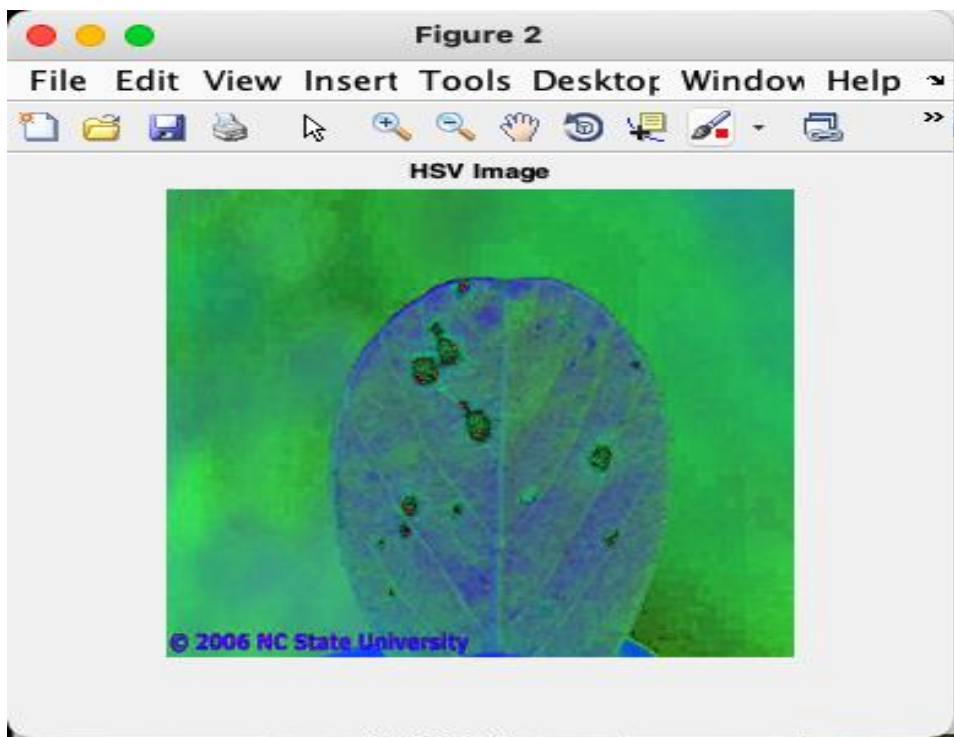 Figure 2
File Edit View Insert Tools Desktop Window Help
HSV Image
© 2006 NC State University